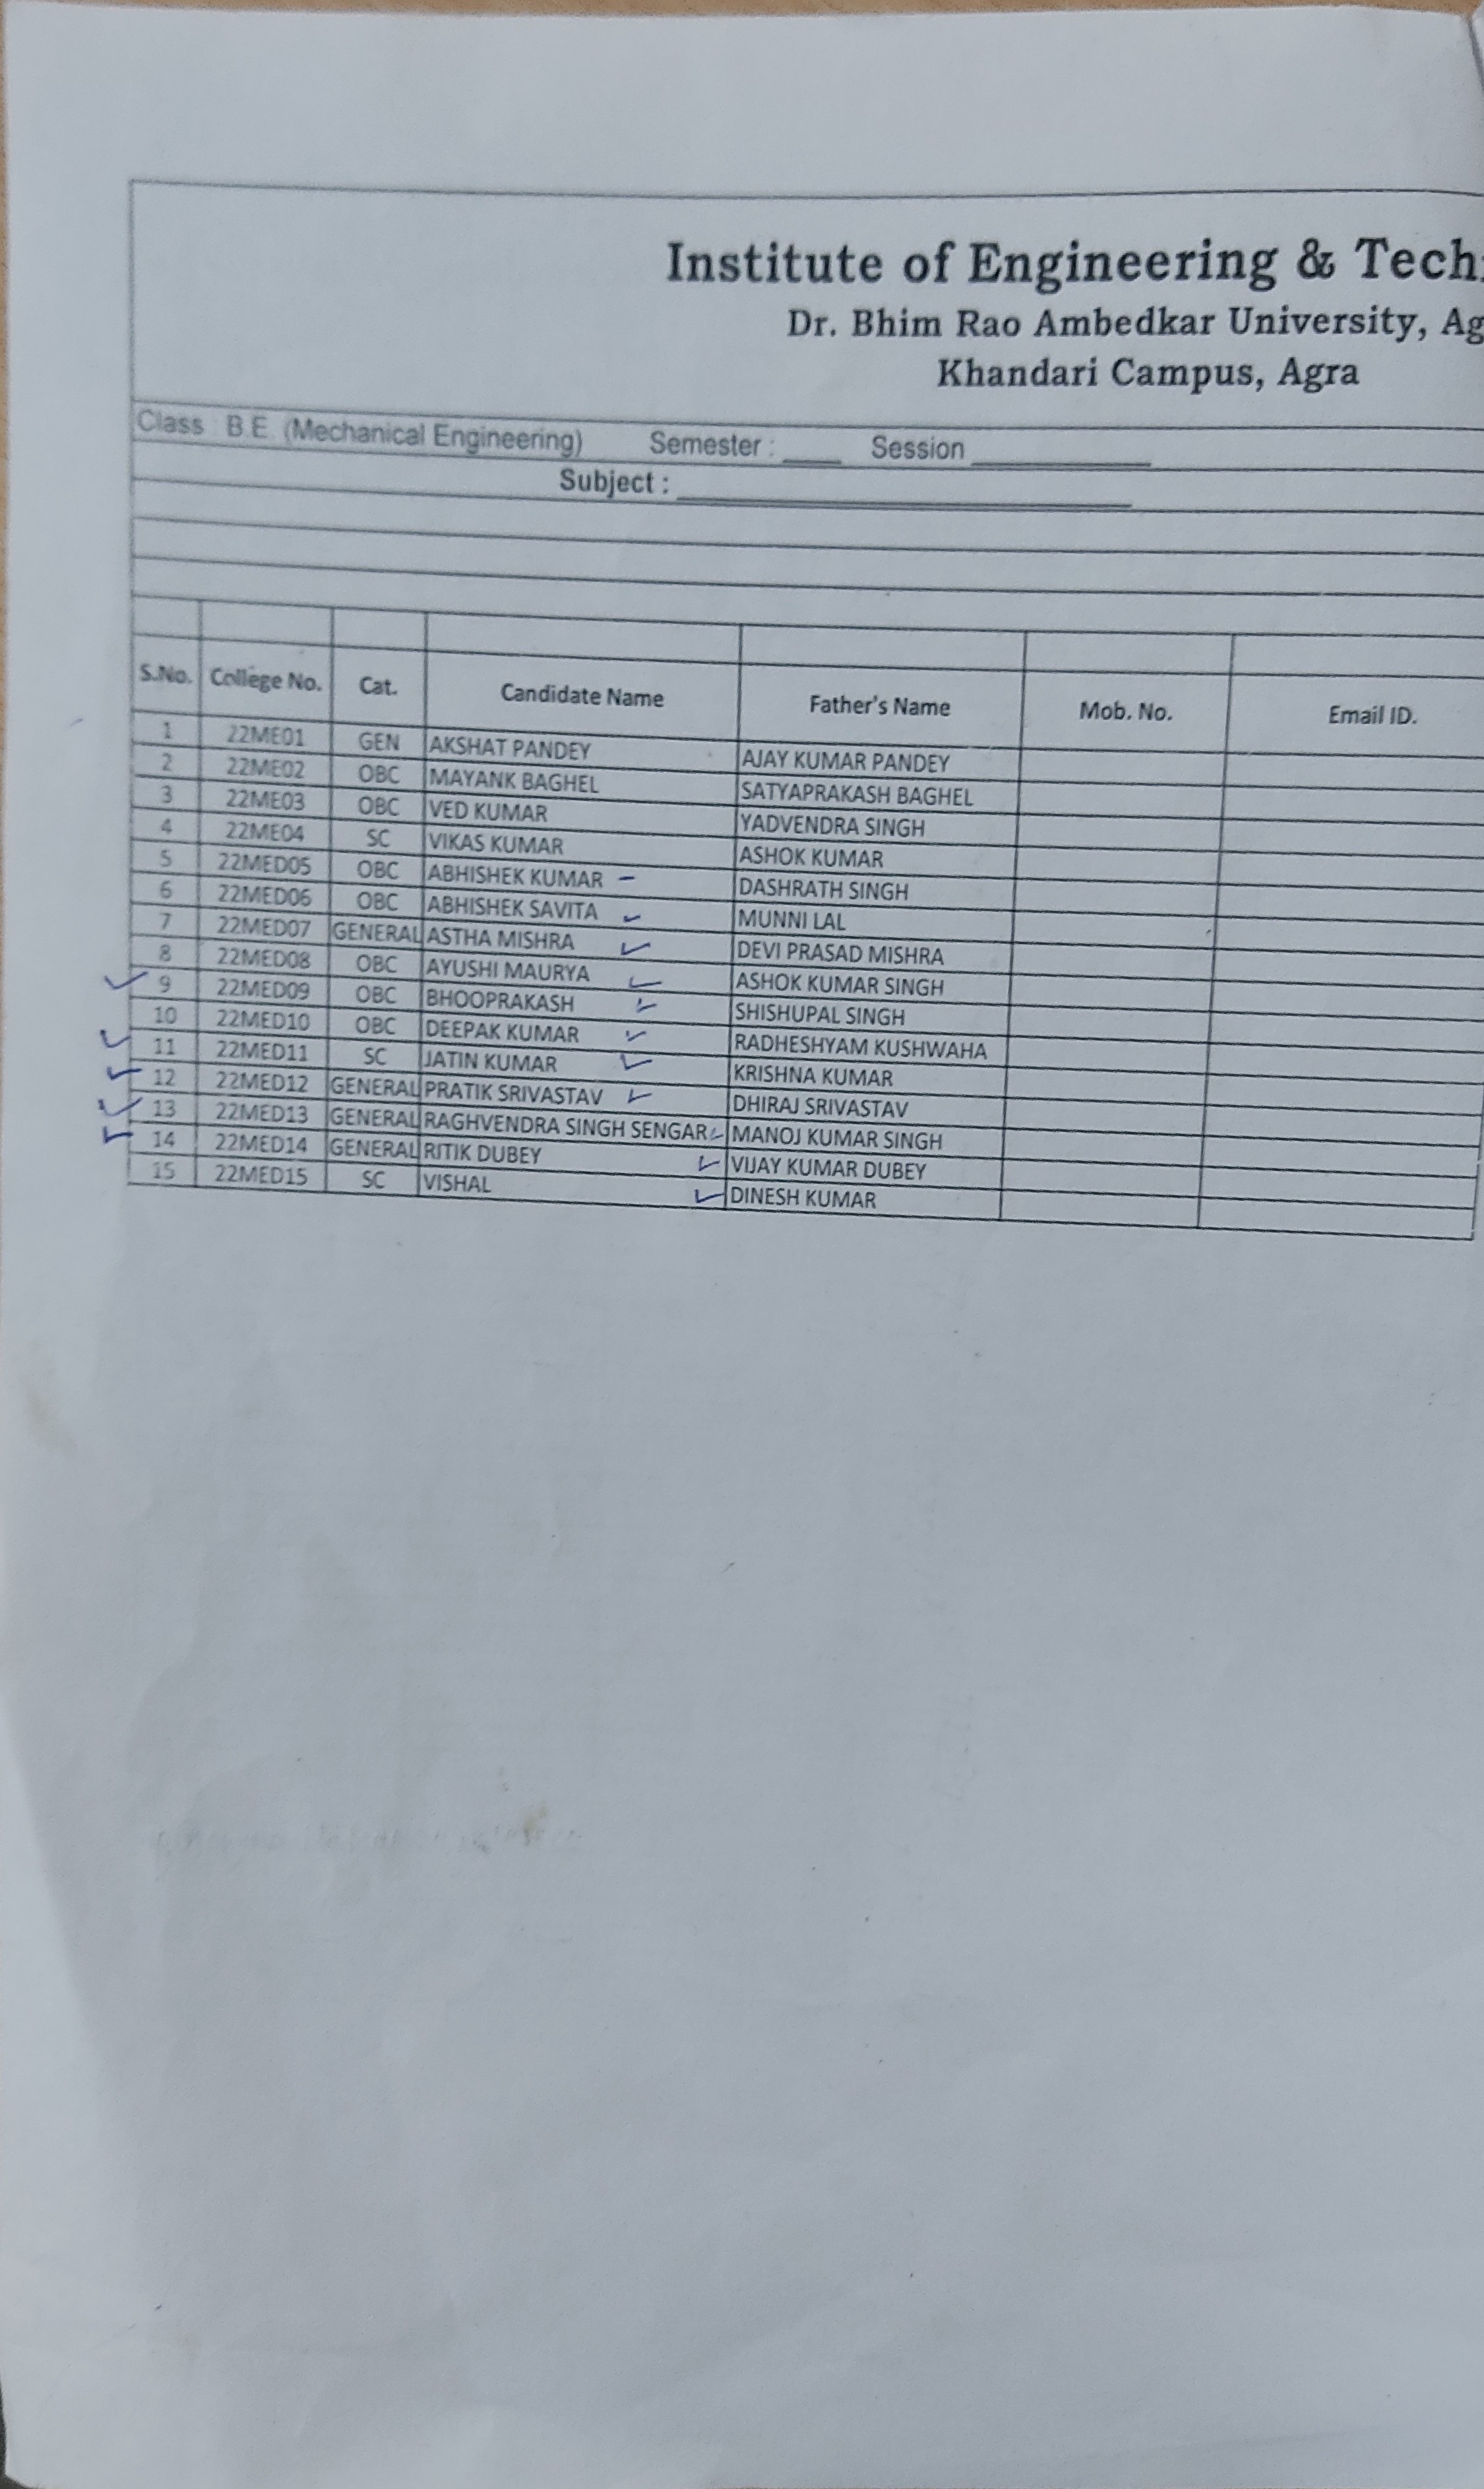 Institute of Engineering & Tech
Dr. Bhim Rao Ambedkar University, Ag
Khandari Campus, Agra
Class : B.E. (Mechanical Engineering) Semester : ____ Session ____
Subject : ____
S.No. College No. Cat. Candidate Name Father's Name Mob. No. Email ID.
1 22ME01 GEN AKSHAT PANDEY AJAY KUMAR PANDEY
2 22ME02 OBC MAYANK BAGHEL SATYAPRAKASH BAGHEL
3 22ME03 OBC VED KUMAR YADVENDRA SINGH
4 22ME04 SC VIKAS KUMAR ASHOK KUMAR
5 22MED05 OBC ABHISHEK KUMAR – DASHRATH SINGH
6 22MED06 OBC ABHISHEK SAVITA ✓ MUNNI LAL
7 22MED07 GENERAL ASTHA MISHRA ✓ DEVI PRASAD MISHRA
8 22MED08 OBC AYUSHI MAURYA ✓ ASHOK KUMAR SINGH
✓ 9 22MED09 OBC BHOOPRAKASH ✓ SHISHUPAL SINGH
10 22MED10 OBC DEEPAK KUMAR ✓ RADHESHYAM KUSHWAHA
✓ 11 22MED11 SC JATIN KUMAR ✓ KRISHNA KUMAR
✓ 12 22MED12 GENERAL PRATIK SRIVASTAV ✓ DHIRAJ SRIVASTAV
✓ 13 22MED13 GENERAL RAGHVENDRA SINGH SENGAR ✓ MANOJ KUMAR SINGH
✓ 14 22MED14 GENERAL RITIK DUBEY ✓ VIJAY KUMAR DUBEY
15 22MED15 SC VISHAL ✓ DINESH KUMAR